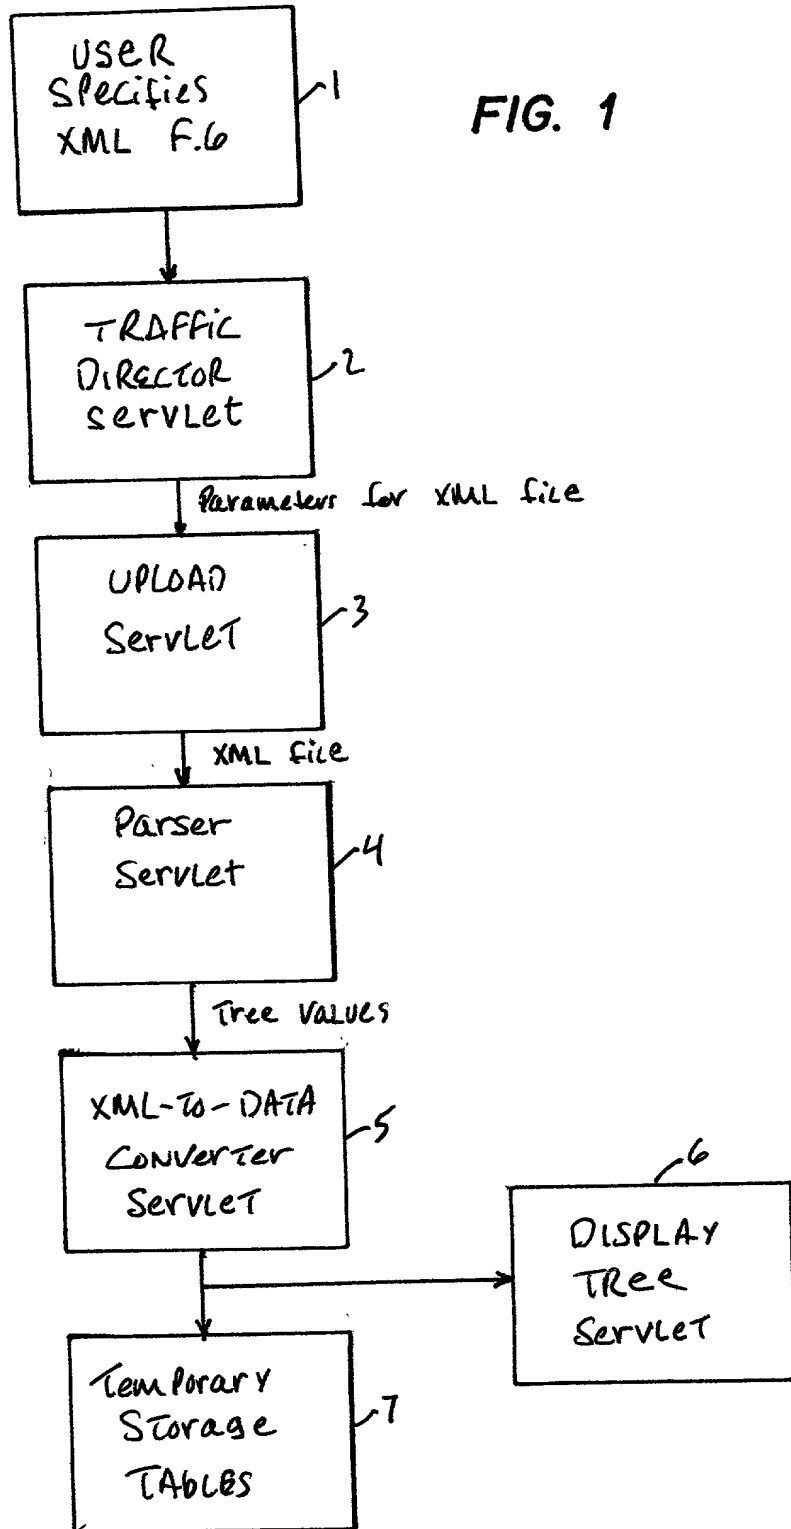 USER
SPecifies
XML F.6
1
FIG. 1
TRAFFic
DIRECTOR
servLet
2
Parameters for XML file
UPLOAD
ServLeT
3
XML file
Parser
ServLet
4
Tree VALUes
XML-To-DATA
CONVerTer
SerVLeT
5
6
DISPLAY
TRee
ServLeT
Temporary
STorage
TAbLES
7